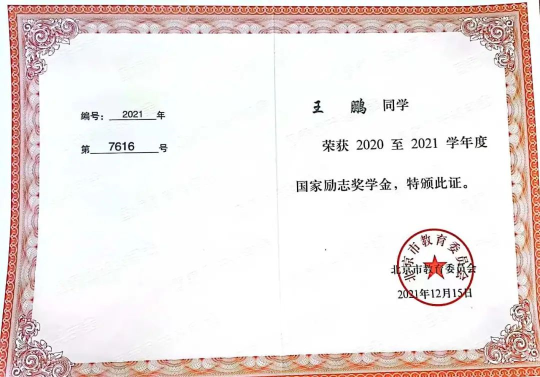 编号：2021 年
第 7616 号
王 鹏 同学
荣获 2020 至 2021 学年度
国家励志奖学金，特颁此证。
北京市教育委员会
北京市教育委员会
2021年12月15日